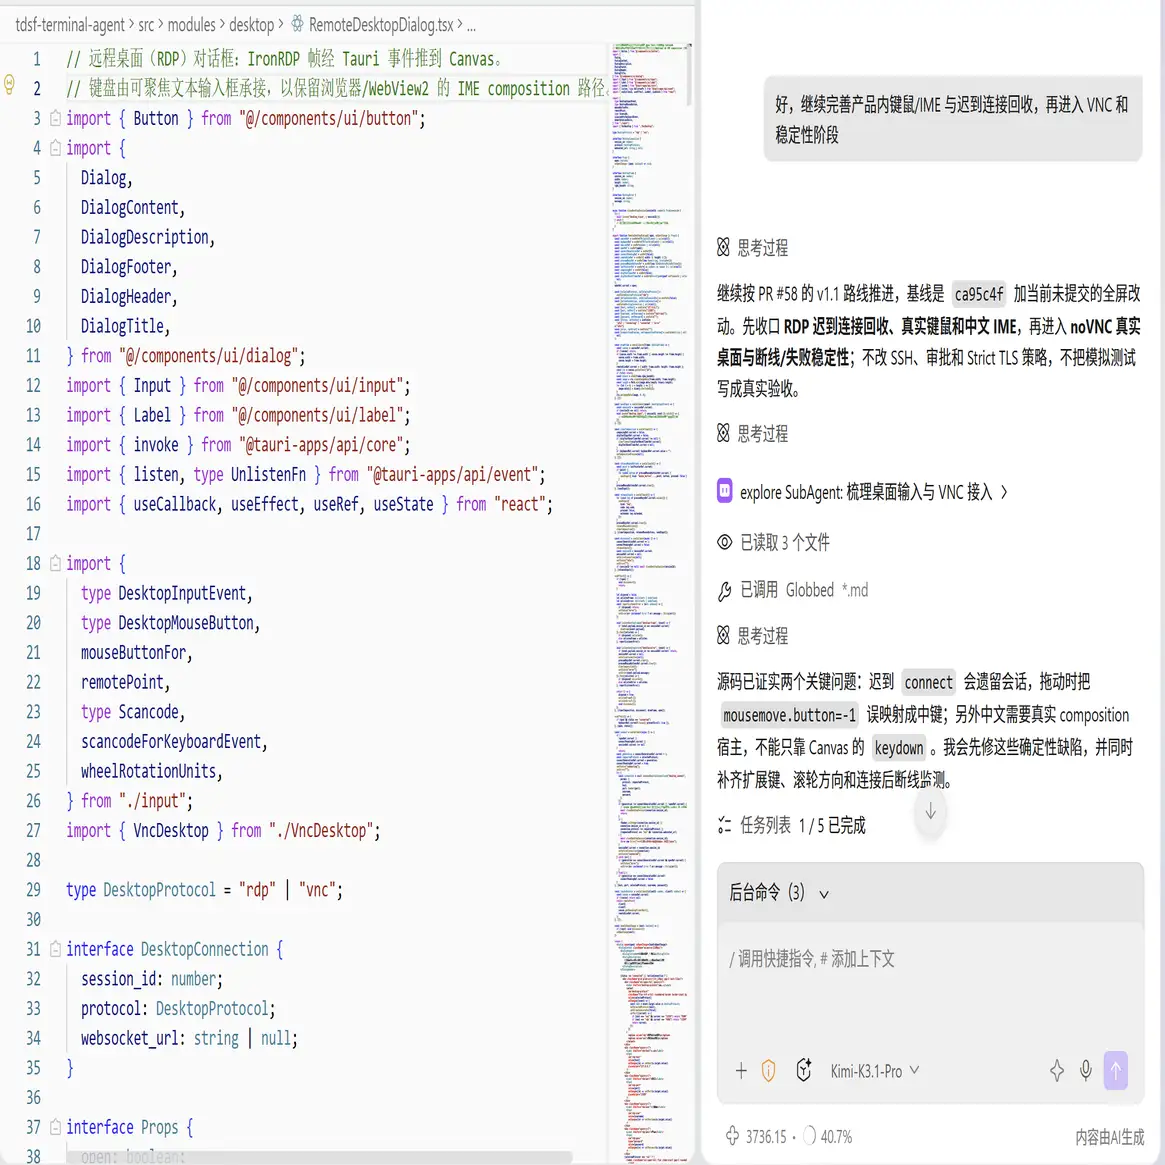 tdsf-terminal-agent > src > modules > desktop > RemoteDesktopDialog.tsx > ...
1 // 远程桌面（RDP）对话框：IronRDP 帧经 Tauri 事件推到 Canvas。
2 // 键盘由可聚焦文本输入框承接，以保留浏览器/WebView2 的 IME composition 路径
3 import { Button } from "@/components/ui/button";
4 import {
5 Dialog,
6 DialogContent,
7 DialogDescription,
8 DialogFooter,
9 DialogHeader,
10 DialogTitle,
11 } from "@/components/ui/dialog";
12 import { Input } from "@/components/ui/input";
13 import { Label } from "@/components/ui/label";
14 import { invoke } from "@tauri-apps/api/core";
15 import { listen, type UnlistenFn } from "@tauri-apps/api/event";
16 import { useCallback, useEffect, useRef, useState } from "react";
17
18 import {
19 type DesktopInputEvent,
20 type DesktopMouseButton,
21 mouseButtonFor,
22 remotePoint,
23 type Scancode,
24 scancodeForKeyboardEvent,
25 wheelRotationUnits,
26 } from "./input";
27 import { VncDesktop } from "./VncDesktop";
28
29 type DesktopProtocol = "rdp" | "vnc";
30
31 interface DesktopConnection {
32 session_id: number;
33 protocol: DesktopProtocol;
34 websocket_url: string | null;
35 }
36
37 interface Props {
38 open: boolean;
好，继续完善产品内键鼠/IME 与迟到连接回收，再进入 VNC 和
稳定性阶段
思考过程
继续按 PR #58 的 v1.1 路线推进，基线是 ca95c4f 加当前未提交的全屏改
动。先收口 RDP 迟到连接回收、真实键鼠和中文 IME，再进入 noVNC 真实
桌面与断线/失败稳定性；不改 SSH、审批和 Strict TLS 策略，不把模拟测试
写成真实验收。
思考过程
explore SubAgent: 梳理桌面输入与 VNC 接入 >
已读取 3 个文件
已调用 Globbed *.md
思考过程
源码已证实两个关键问题：迟到 connect 会遗留会话，拖动时把
mousemove.button=-1 误映射成中键；另外中文需要真实 composition
宿主，不能只靠 Canvas 的 keydown 。我会先修这些确定性缺陷，并同时
补齐扩展键、滚轮方向和连接后断线监测。
任务列表 1 / 5 已完成
后台命令（3）
/ 调用快捷指令, # 添加上下文
Kimi-K3.1-Pro
3736.15 · 40.7%
内容由AI生成